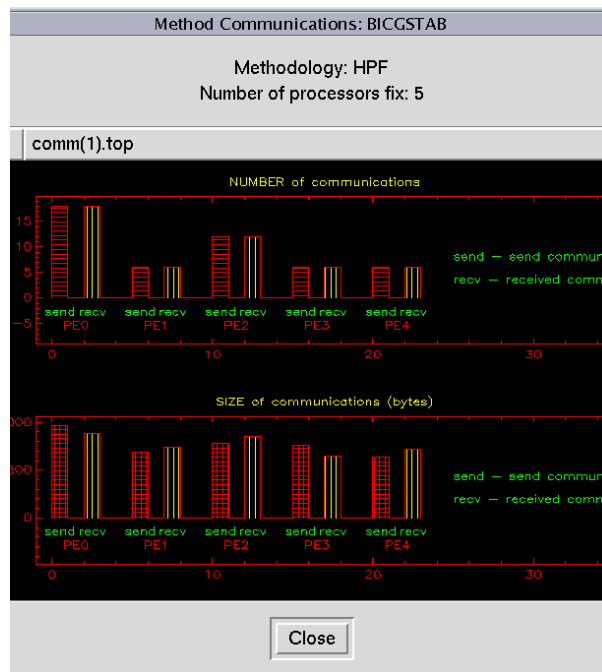 Method Communications: BICGSTAB
Methodology: HPF
Number of processors fix: 5
comm(1).top
NUMBER of communications
15
10
5
0
−5
send − send commun
recv − received comm
send recv send recv send recv send recv send recv
PE0 PE1 PE2 PE3 PE4
0 10 20 30
SIZE of communications (bytes)
000
500
0
send − send commun
recv − received comm
send recv send recv send recv send recv send recv
PE0 PE1 PE2 PE3 PE4
0 10 20 30
Close